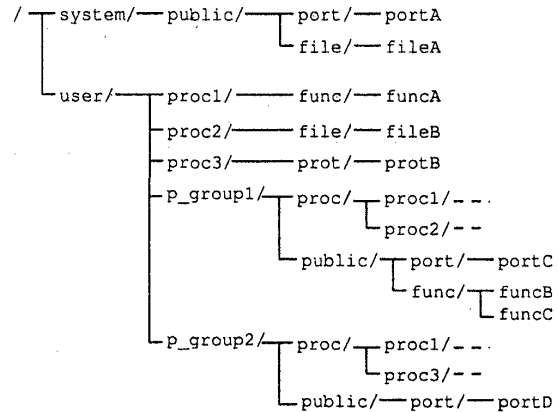 / system/ public/ port/ portA
file/ fileA
user/ proc1/ func/ funcA
proc2/ file/ fileB
proc3/ prot/ protB
p_group1/ proc/ proc1/ --
proc2/ --
public/ port/ portC
func/ funcB
funcC
p_group2/ proc/ proc1/ --
proc3/ --
public/ port/ portD